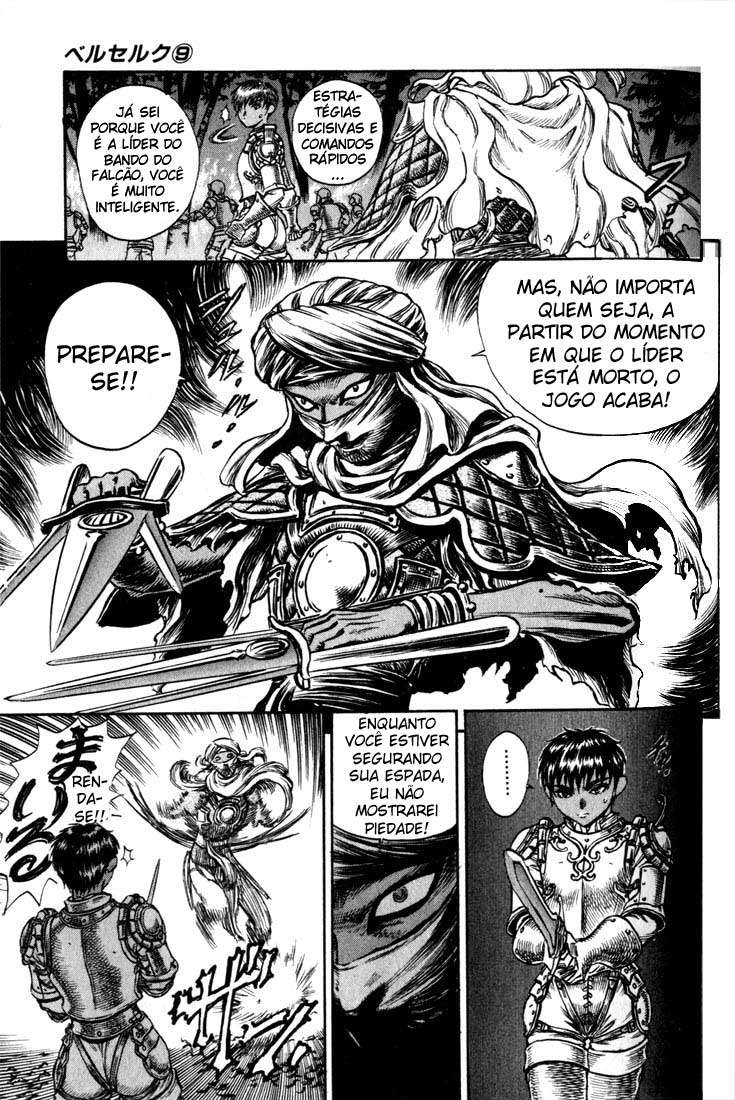 ベルセルク⑨
ESTRA-
TÉGIAS
DECISIVAS E
COMANDOS
RÁPIDOS
...
JÁ SEI
PORQUE VOCÊ
É A LÍDER DO
BANDO DO
FALCÃO, VOCÊ
É MUITO
INTELIGENTE.
MAS, NÃO IMPORTA
QUEM SEJA, A
PARTIR DO MOMENTO
EM QUE O LÍDER
ESTÁ MORTO, O
JOGO ACABA!
PREPARE-
SE!!
.......
ENQUANTO
VOCÊ ESTIVER
SEGURANDO
SUA ESPADA,
EU NÃO
MOSTRAREI
PIEDADE!
REN-
DA-
SE!!
まいる